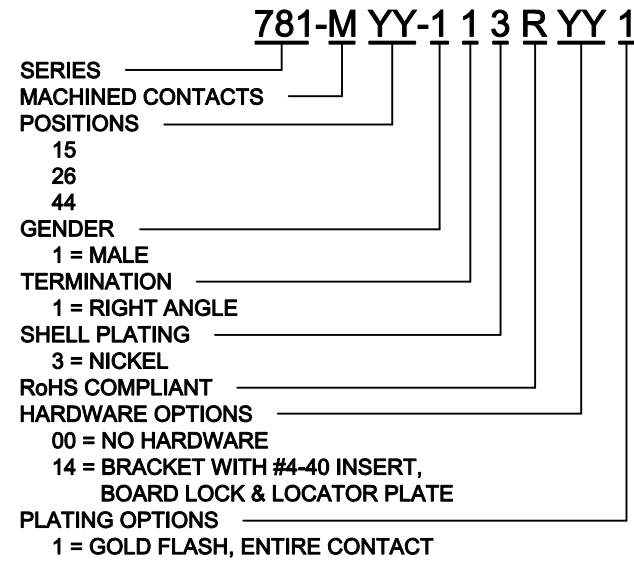 781-M YY-1 1 3 R YY 1
SERIES
MACHINED CONTACTS
POSITIONS
15
26
44
GENDER
1 = MALE
TERMINATION
1 = RIGHT ANGLE
SHELL PLATING
3 = NICKEL
RoHS COMPLIANT
HARDWARE OPTIONS
00 = NO HARDWARE
14 = BRACKET WITH #4-40 INSERT,
BOARD LOCK & LOCATOR PLATE
PLATING OPTIONS
1 = GOLD FLASH, ENTIRE CONTACT